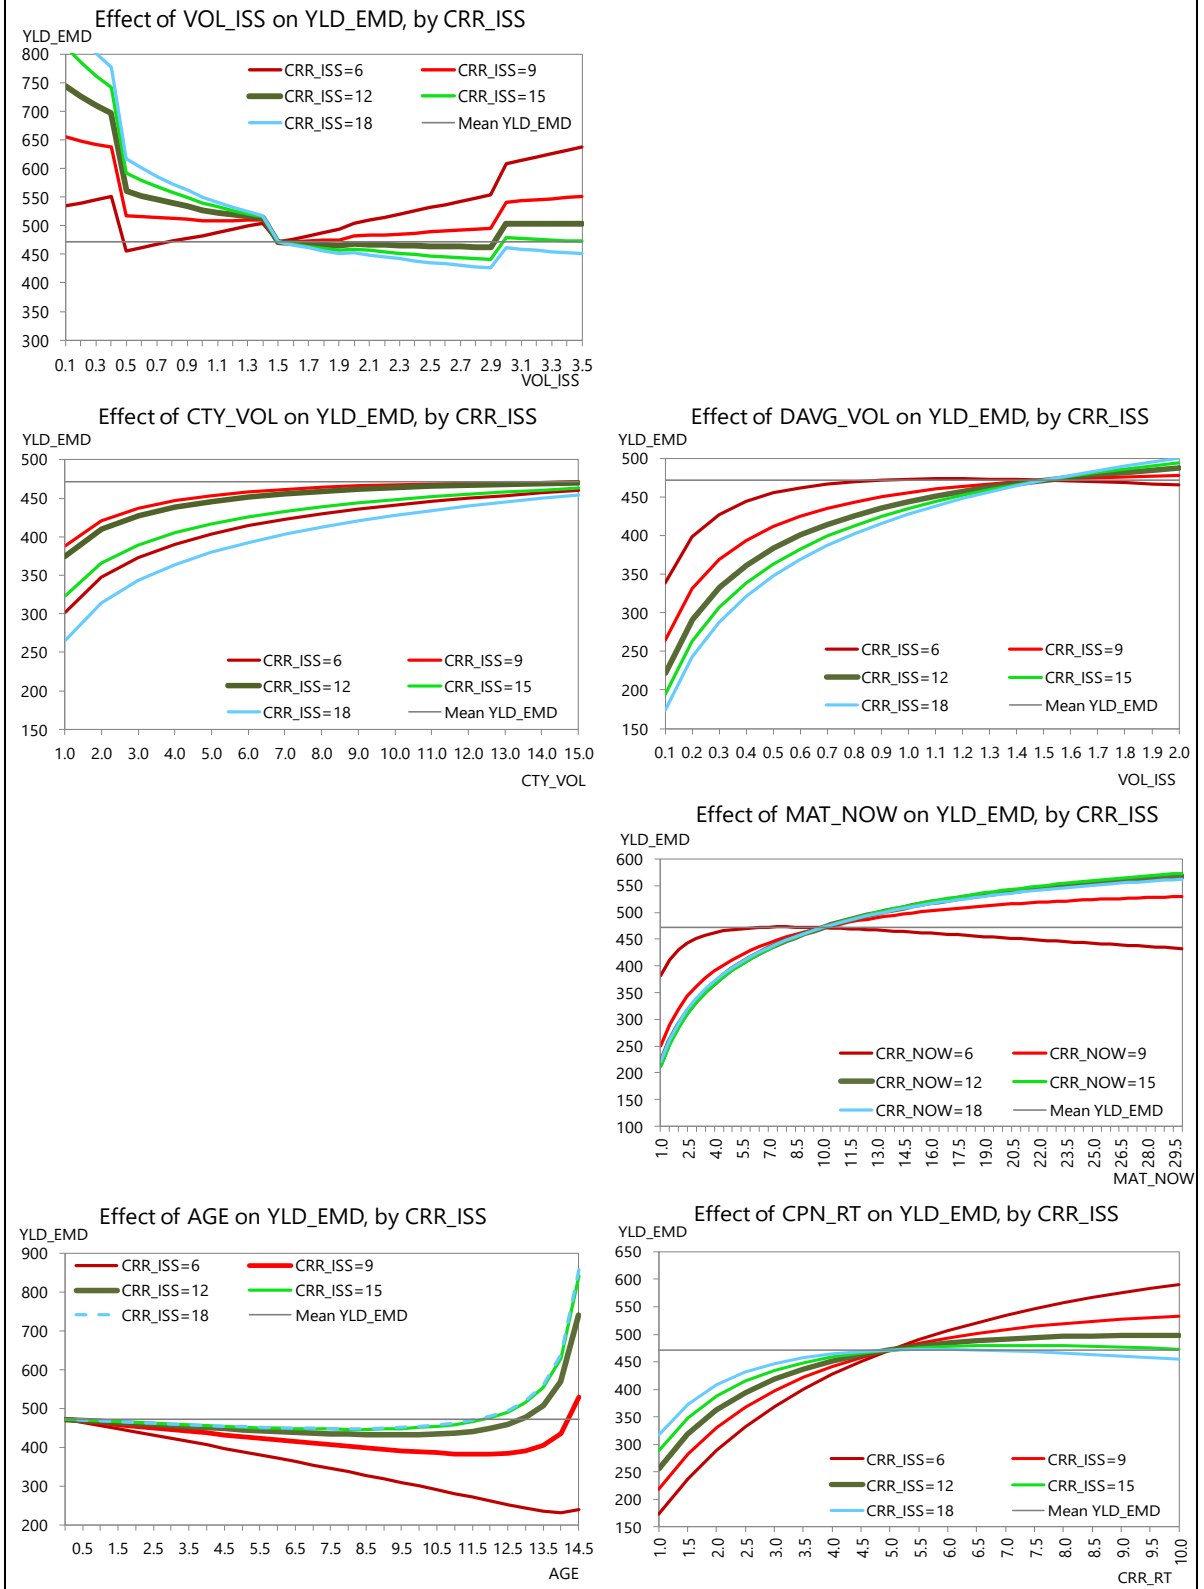 Effect of VOL_ISS on YLD_EMD, by CRR_ISS
YLD_EMD
800
750
700
650
600
550
500
450
400
350
300
CRR_ISS=6
CRR_ISS=9
CRR_ISS=12
CRR_ISS=15
CRR_ISS=18
Mean YLD_EMD
0.1 0.3 0.5 0.7 0.9 1.0 1.2 1.4 1.5 1.7 1.9 2.1 2.3 2.5 2.7 2.9 3.1 3.3 3.5
VOL_ISS
Effect of CTY_VOL on YLD_EMD, by CRR_ISS
YLD_EMD
500
450
400
350
300
250
200
150
CRR_ISS=6
CRR_ISS=9
CRR_ISS=12
CRR_ISS=15
CRR_ISS=18
Mean YLD_EMD
1.0 2.0 3.0 4.0 5.0 6.0 7.0 8.0 9.0 10.0 11.0 12.0 13.0 14.0 15.0
CTY_VOL
Effect of DAVG_VOL on YLD_EMD, by CRR_ISS
YLD_EMD
500
450
400
350
300
250
200
150
CRR_ISS=6
CRR_ISS=9
CRR_ISS=12
CRR_ISS=15
CRR_ISS=18
Mean YLD_EMD
0.1 0.2 0.3 0.4 0.5 0.6 0.7 0.8 0.9 1.0 1.1 1.2 1.3 1.4 1.5 1.6 1.7 1.8 1.9 2.0
VOL_ISS
Effect of MAT_NOW on YLD_EMD, by CRR_ISS
YLD_EMD
600
550
500
450
400
350
300
250
200
150
100
CRR_NOW=6
CRR_NOW=9
CRR_NOW=12
CRR_NOW=15
CRR_NOW=18
Mean YLD_EMD
1.0 2.5 4.0 5.5 7.0 8.5 10.0 11.5 13.0 14.5 16.0 17.5 19.0 20.5 22.0 23.5 25.0 26.5 28.0 29.5
MAT_NOW
Effect of AGE on YLD_EMD, by CRR_ISS
YLD_EMD
900
800
700
600
500
400
300
200
CRR_ISS=6
CRR_ISS=9
CRR_ISS=12
CRR_ISS=15
CRR_ISS=18
Mean YLD_EMD
0.5 1.5 2.5 3.5 4.5 5.5 6.5 7.5 8.5 9.5 10.5 11.5 12.5 13.5 14.5
AGE
Effect of CPN_RT on YLD_EMD, by CRR_ISS
YLD_EMD
650
600
550
500
450
400
350
300
250
200
150
CRR_ISS=6
CRR_ISS=9
CRR_ISS=12
CRR_ISS=15
CRR_ISS=18
Mean YLD_EMD
1.0 1.5 2.0 2.5 3.0 3.5 4.0 4.5 5.0 5.5 6.0 6.5 7.0 7.5 8.0 8.5 9.0 9.5 10.0
CRR_RT